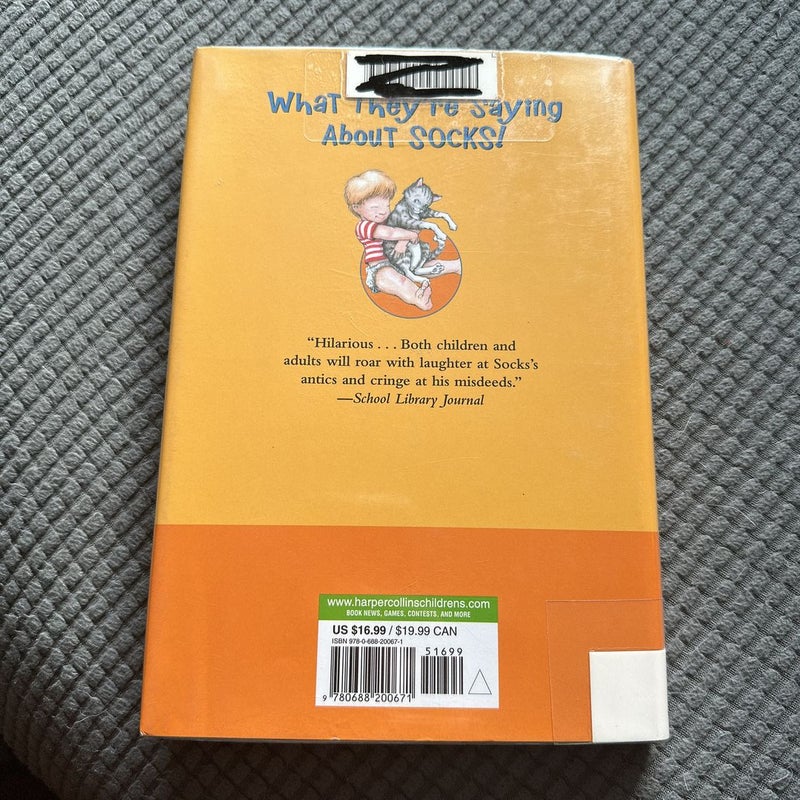 What They're Saying
About SOCKS!
“Hilarious . . . Both children and
adults will roar with laughter at Socks's
antics and cringe at his misdeeds.”
—School Library Journal
www.harpercollinschildrens.com
BOOK NEWS, GAMES, CONTESTS, AND MORE
US $16.99 / $19.99 CAN
ISBN 978-0-688-20067-1
51699
9 780688 200671